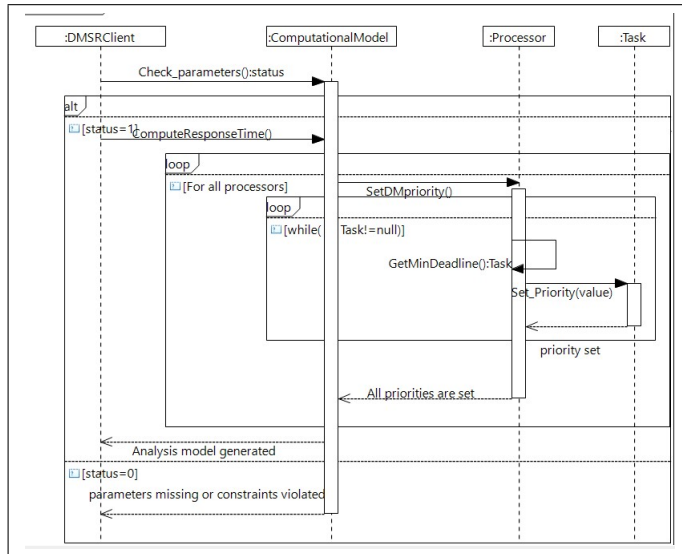 :DMSRClient
:ComputationalModel
:Processor
:Task
Check_parameters():status
alt
[status=1]
ComputeResponseTime()
loop
[For all processors]
SetDMpriority()
loop
[while( Task!=null)]
GetMinDeadline():Task
Set_Priority(value)
priority set
All priorities are set
Analysis model generated
[status=0]
parameters missing or constraints violated